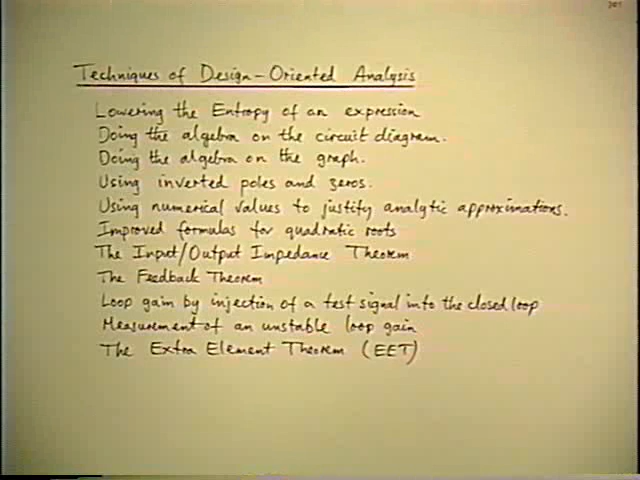 Techniques of Design-Oriented Analysis
Lowering the Entropy of an expression
Doing the algebra on the circuit diagram.
Doing the algebra on the graph.
Using inverted poles and zeros.
Using numerical values to justify analytic approximations.
Improved formulas for quadratic roots
The Input/Output Impedance Theorem
The Feedback Theorem
Loop gain by injection of a test signal into the closed loop
Measurement of an unstable loop gain
The Extra Element Theorem (EET)